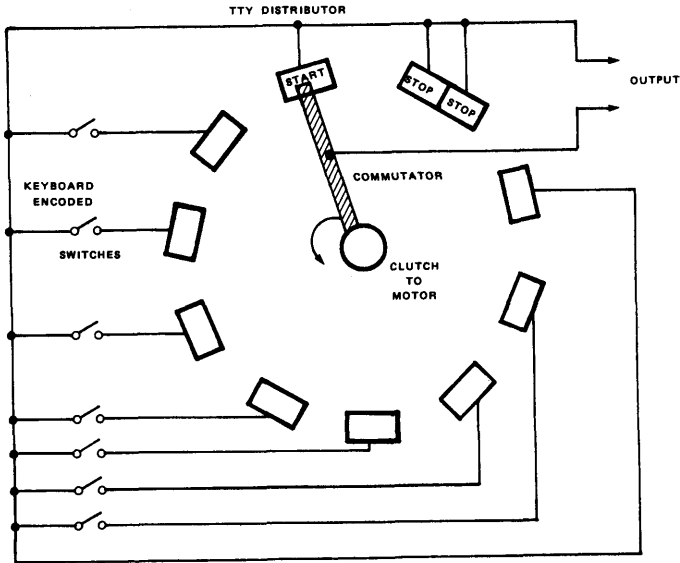 TTY DISTRIBUTOR
START
STOP
STOP
OUTPUT
KEYBOARD
ENCODED
SWITCHES
COMMUTATOR
CLUTCH
TO
MOTOR